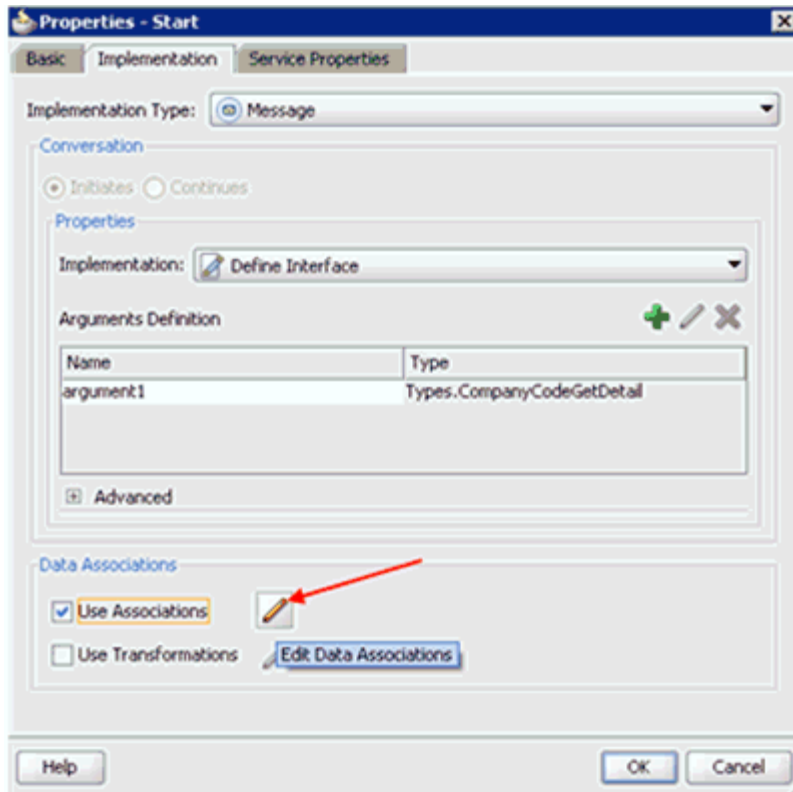 Properties - Start
Basic Implementation Service Properties
Implementation Type: Message
Conversation
Initiates Continues
Properties
Implementation: Define Interface
Arguments Definition
Name Type
argument1 Types.CompanyCodeGetDetail
Advanced
Data Associations
Use Associations
Use Transformations Edit Data Associations
Help OK Cancel